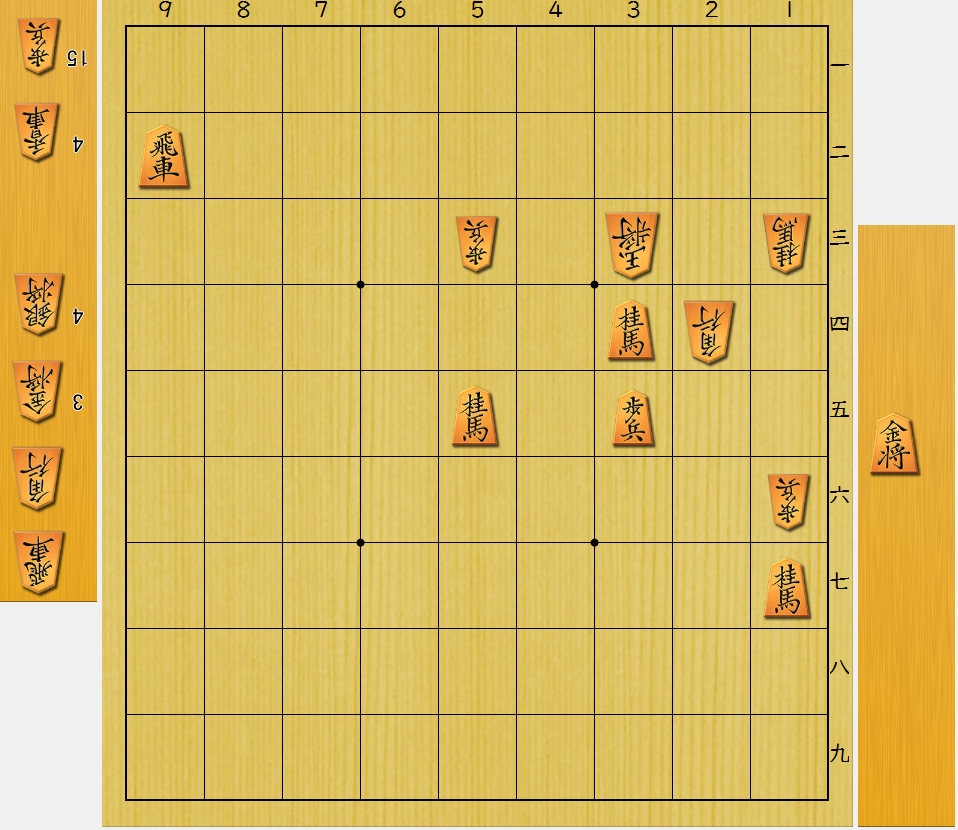 9 8 7 6 5 4 3 2 1
歩兵 15
香車 4
銀将 4
金将 3
角行
飛車
一
飛車 二
歩兵 玉将 桂馬 三
桂馬 角行 四
桂馬 歩兵 五
歩兵 六
桂馬 七
八
九
金将